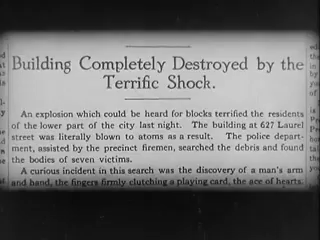 Building Completely Destroyed by the
Terrific Shock.
An explosion which could be heard for blocks terrified the residents
of the lower part of the city last night. The building at 627 Laurel
street was literally blown to atoms as a result. The police depart-
ment, assisted by the precinct firemen, searched the debris and found
the bodies of seven victims.
A curious incident in this search was the discovery of a man's arm
and hand, the fingers firmly clutching a playing card, the ace of hearts.